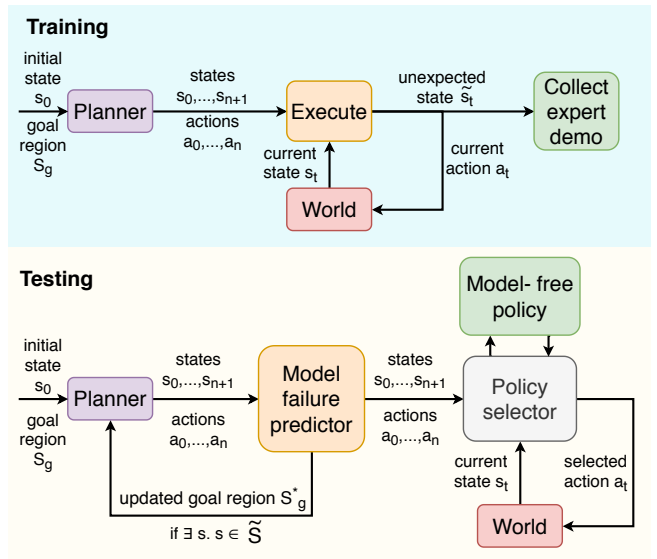 Training
initial
state
s₀
goal
region
S_g
Planner
states
s₀,...,sₙ₊₁
actions
a₀,...,aₙ
Execute
current
state sₜ
World
unexpected
state s̃ₜ
current
action aₜ
Collect
expert
demo
Testing
initial
state
s₀
goal
region
S_g
Planner
states
s₀,...,sₙ₊₁
actions
a₀,...,aₙ
Model
failure
predictor
updated goal region S*_g
if ∃ s. s ∈ S̃
states
s₀,...,sₙ₊₁
actions
a₀,...,aₙ
Model- free
policy
Policy
selector
current
state sₜ
selected
action aₜ
World